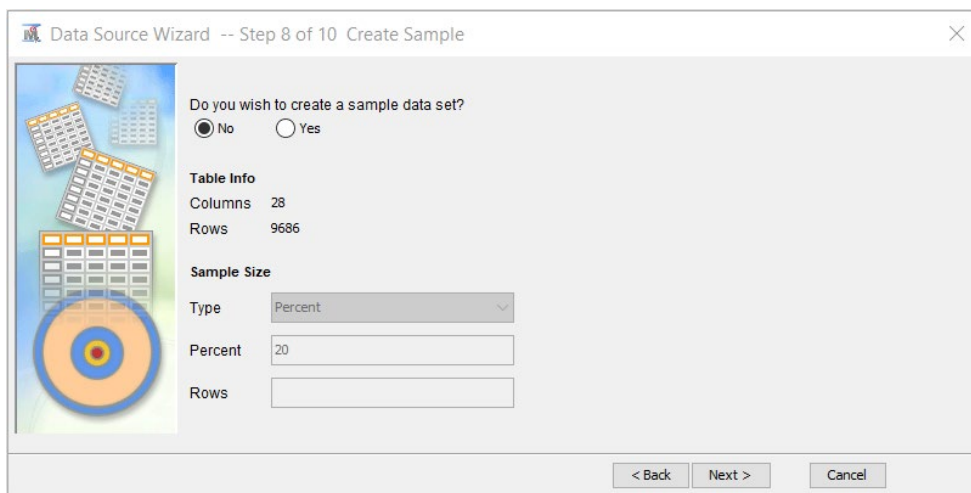 Data Source Wizard -- Step 8 of 10 Create Sample
Do you wish to create a sample data set?
No Yes
Table Info
Columns 28
Rows 9686
Sample Size
Type Percent
Percent 20
Rows
< Back Next > Cancel